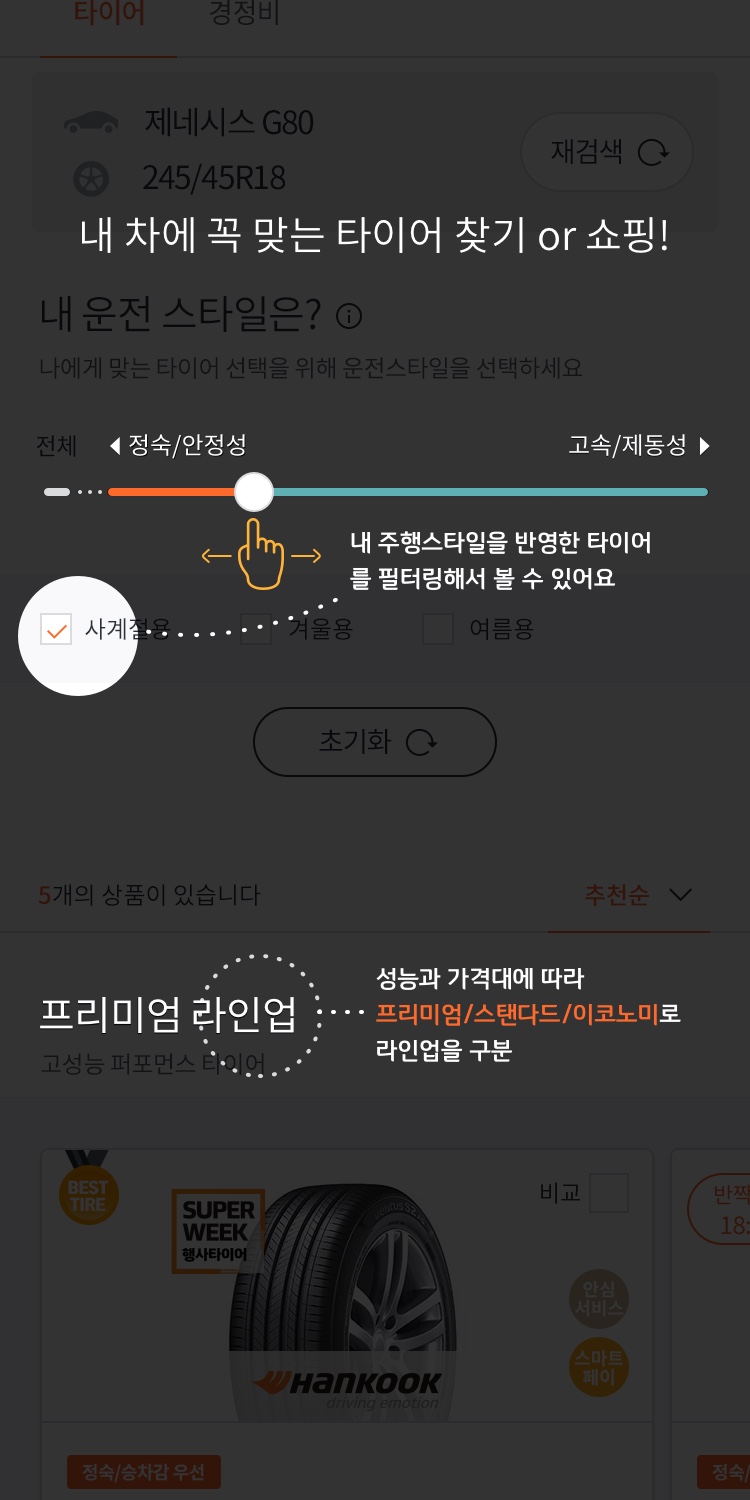 타이어 경정비
제네시스 G80
245/45R18
재검색
내 차에 꼭 맞는 타이어 찾기 or 쇼핑!
내 운전 스타일은?
나에게 맞는 타이어 선택을 위해 운전스타일을 선택하세요
전체 정숙/안정성 고속/제동성
내 주행스타일을 반영한 타이어
를 필터링해서 볼 수 있어요
사계절용 겨울용 여름용
초기화
5개의 상품이 있습니다 추천순
프리미엄 라인업
고성능 퍼포먼스 타이어
성능과 가격대에 따라
프리미엄/스탠다드/이코노미로
라인업을 구분
BEST
TIRE
SUPER
WEEK
행사타이어
비교
안심
서비스
스마트
페이
HANKOOK
driving emotion
정숙/승차감 우선
반짝
18:
정숙/